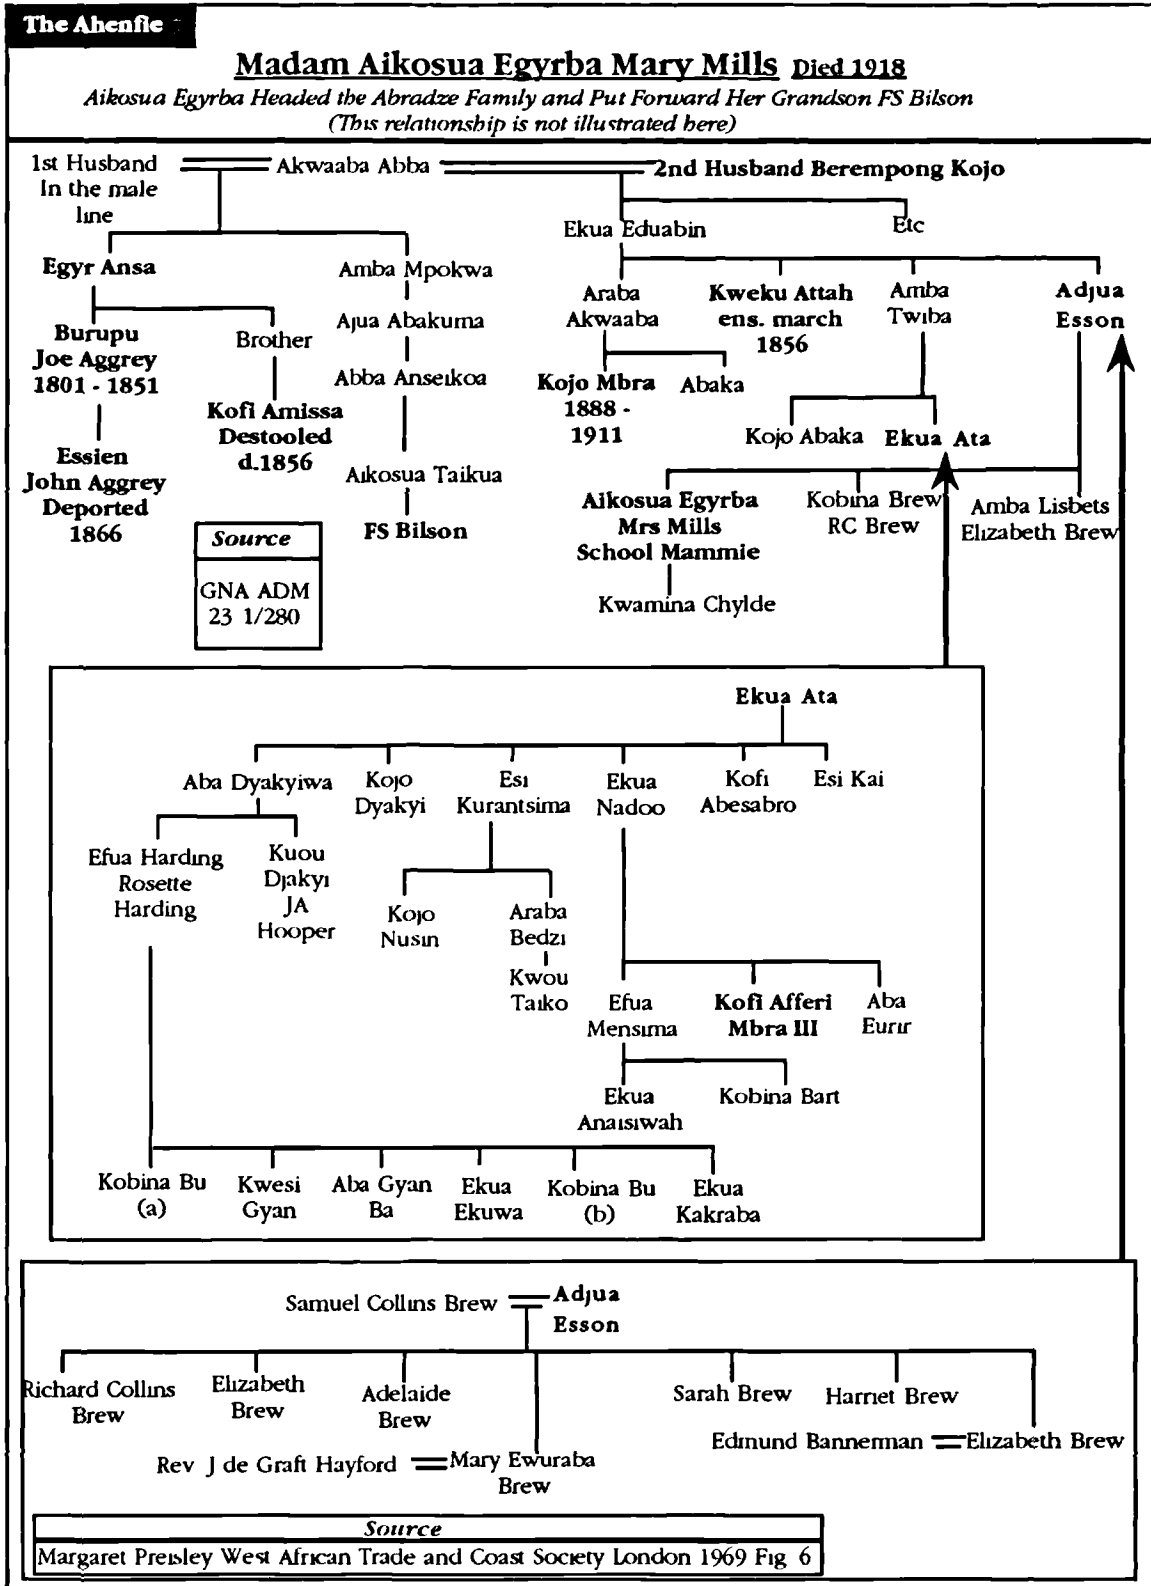 The Ahenfie
Madam Aikosua Egyrba Mary Mills Died 1918
Aikosua Egyrba Headed the Abradze Family and Put Forward Her Grandson FS Bilson
(This relationship is not illustrated here)
1st Husband
In the male
line
Akwaaba Abba
2nd Husband Berempong Kojo
Ekua Eduabin
Etc
Egyr Ansa
Amba Mpokwa
Araba
Akwaaba
Kweku Attah
ens. march
1856
Amba
Twiba
Adjua
Esson
Burupu
Joe Aggrey
1801 - 1851
Brother
Ajua Abakuma
Abba Anseikoa
Kojo Mbra
1888 -
1911
Abaka
Kofi Amissa
Destooled
d.1856
Kojo Abaka
Ekua Ata
Essien
John Aggrey
Deported
1866
Aikosua Taikua
FS Bilson
Aikosua Egyrba
Mrs Mills
School Mammie
Kobina Brew
RC Brew
Amba Lisbets
Elizabeth Brew
Kwamina Chylde
Source
GNA ADM
23 1/280
Ekua Ata
Aba Dyakyiwa
Kojo
Dyakyi
Esi
Kurantsima
Ekua
Nadoo
Kofi
Abesabro
Esi Kai
Efua Harding
Rosette
Harding
Kuou
Djakyi
JA
Hooper
Kojo
Nusin
Araba
Bedzi
Kwou
Taiko
Efua
Mensima
Kofi Afferi
Mbra III
Aba
Eurir
Ekua
Anaisiwah
Kobina Bart
Kobina Bu
(a)
Kwesi
Gyan
Aba Gyan
Ba
Ekua
Ekuwa
Kobina Bu
(b)
Ekua
Kakraba
Samuel Collins Brew
Adjua
Esson
Richard Collins
Brew
Elizabeth
Brew
Adelaide
Brew
Sarah Brew
Harriet Brew
Edmund Bannerman
Elizabeth Brew
Rev J de Graft Hayford
Mary Ewuraba
Brew
Source
Margaret Preisley West African Trade and Coast Society London 1969 Fig 6